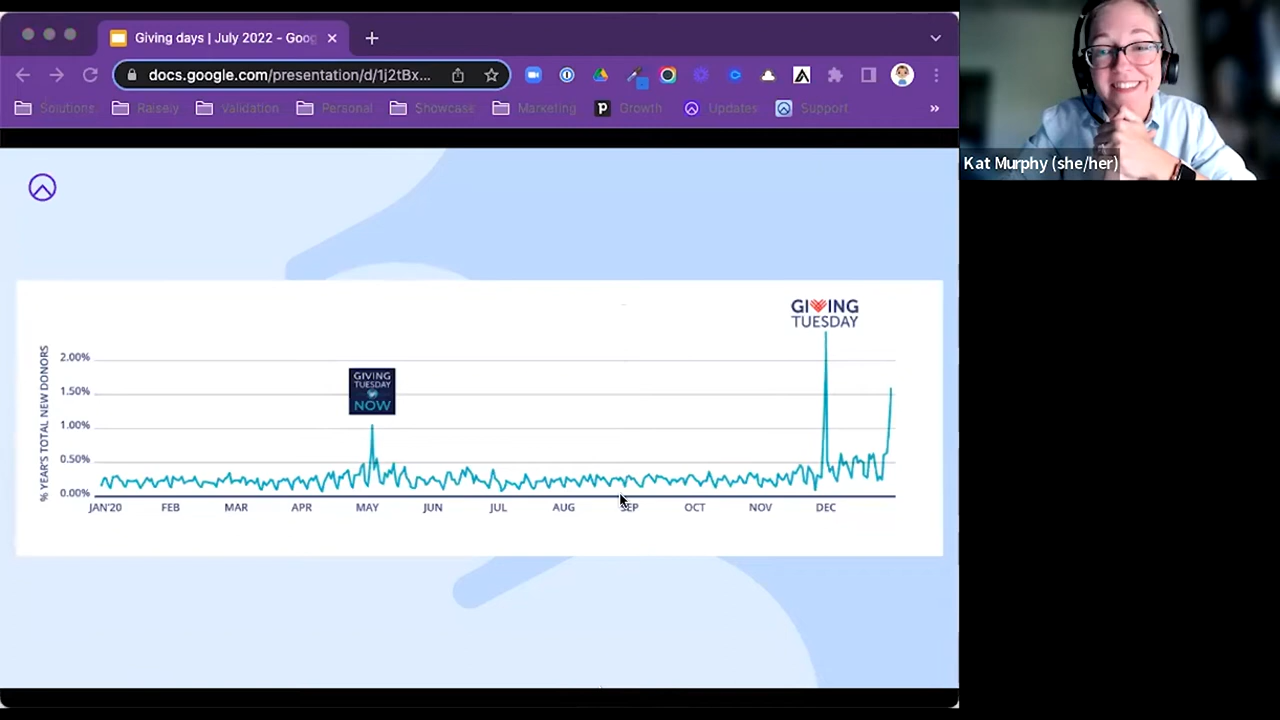 Giving days | July 2022 - Goog
docs.google.com/presentation/d/1j2tBx...
Solutions
Raisely
Validation
Personal
Showcase
Marketing
Growth
Updates
Support
»
Kat Murphy (she/her)
GIVING
TUESDAY
GIVING
TUESDAY
NOW
% YEAR'S TOTAL NEW DONORS
2.00%
1.50%
1.00%
0.50%
0.00%
JAN'20 FEB MAR APR MAY JUN JUL AUG SEP OCT NOV DEC